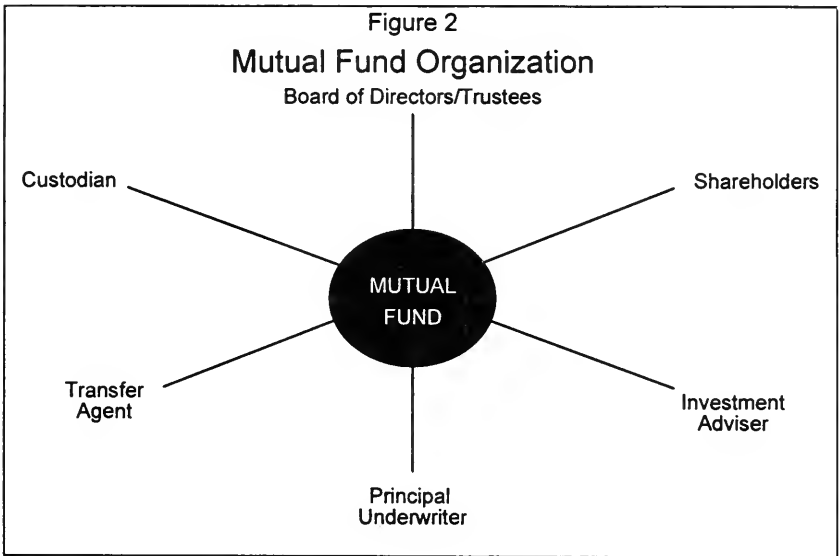 Figure 2
Mutual Fund Organization
Board of Directors/Trustees
Custodian
Shareholders
MUTUAL
FUND
Transfer
Agent
Investment
Adviser
Principal
Underwriter